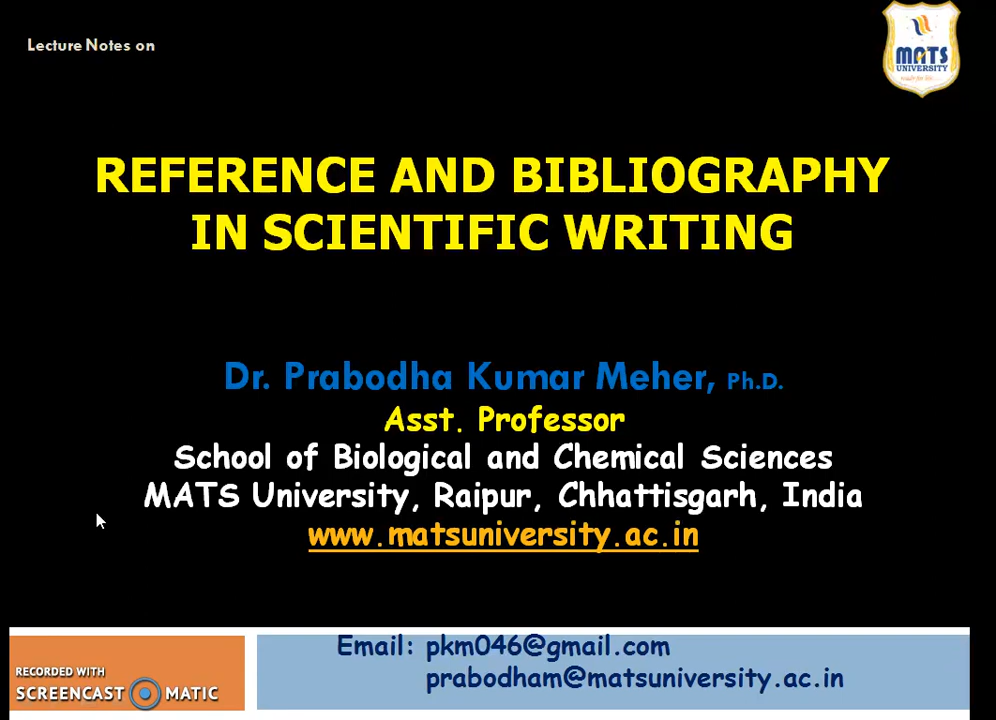 Lecture Notes on
MATS
UNIVERSITY
REFERENCE AND BIBLIOGRAPHY
IN SCIENTIFIC WRITING
Dr. Prabodha Kumar Meher, Ph.D.
Asst. Professor
School of Biological and Chemical Sciences
MATS University, Raipur, Chhattisgarh, India
www.matsuniversity.ac.in
Email: pkm046@gmail.com
prabodham@matsuniversity.ac.in
RECORDED WITH
SCREENCAST MATIC